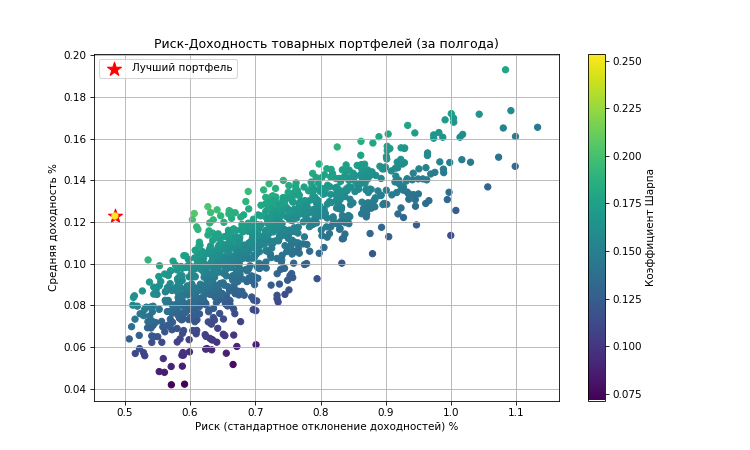 Риск-Доходность товарных портфелей (за полгода)
Лучший портфель
Средняя доходность %
0.20
0.18
0.16
0.14
0.12
0.10
0.08
0.06
0.04
0.5 0.6 0.7 0.8 0.9 1.0 1.1
Риск (стандартное отклонение доходностей) %
0.250
0.225
0.200
0.175
0.150
0.125
0.100
0.075
Коэффициент Шарпа